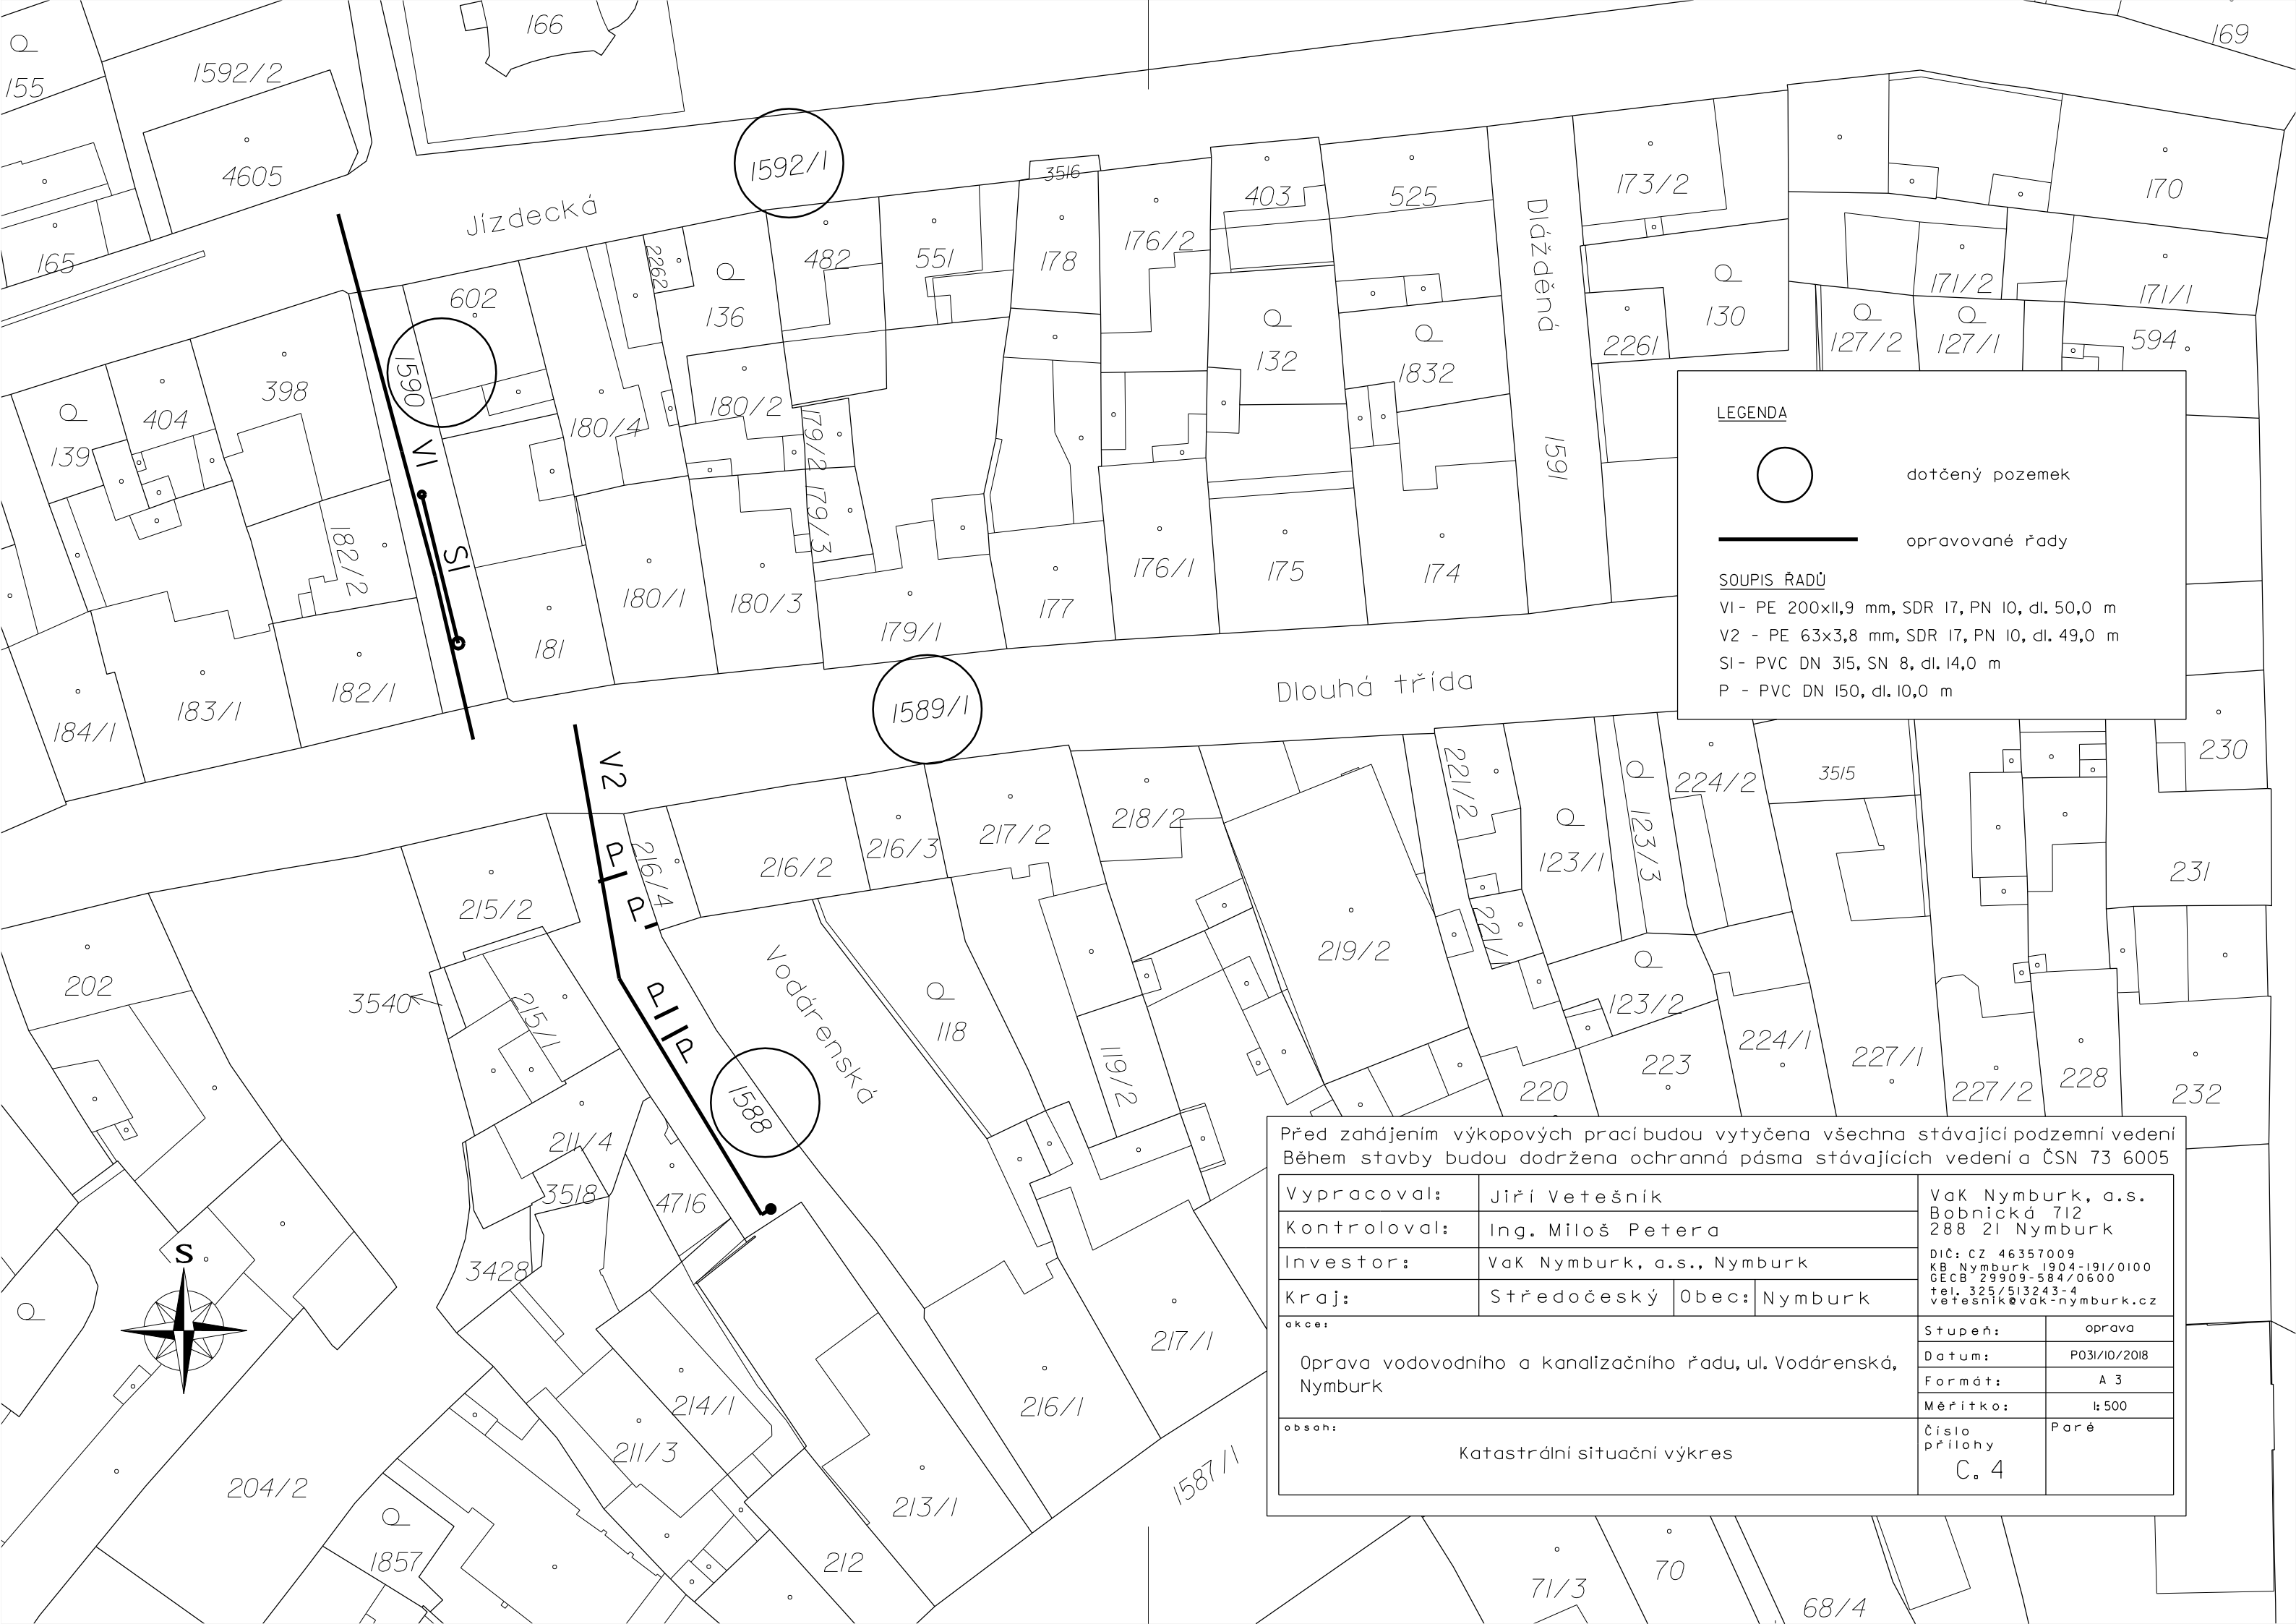 166
169
155
1592/2
4605
1592/1
3516
403
525
173/2
170
Jízdecká
Dlážděná
165
602
2262
136
482
551
178
176/2
171/2
171/1
130
2261
127/2
127/1
594
398
404
139
1590
180/4
180/2
179/2
132
1832
V1
LEGENDA
dotčený pozemek
opravované řady
SOUPIS ŘADŮ
V1- PE 200x11,9 mm, SDR 17, PN 10, dl. 50,0 m
V2 - PE 63x3,8 mm, SDR 17, PN 10, dl. 49,0 m
S1- PVC DN 315, SN 8, dl. 14,0 m
P - PVC DN 150, dl. 10,0 m
1591
179/3
182/2
S1
180/1
180/3
176/1
175
174
177
179/1
181
182/1
183/1
184/1
1589/1
Dlouhá třída
V2
230
221/2
224/2
3515
218/2
217/2
216/3
216/2
216/4
P
P
215/2
123/1
123/3
231
219/2
221/1
202
3540
215/1
P
P
Vodárenská
118
123/2
119/2
224/1
227/1
223
220
227/2
228
232
1588
211/4
3518
4716
3428
S
Před zahájením výkopových prací budou vytyčena všechna stávající podzemní vedení
Během stavby budou dodržena ochranná pásma stávajících vedení a ČSN 73 6005
Vypracoval: Jiří Vetešník
Kontroloval: Ing. Miloš Petera
Investor: VaK Nymburk, a.s., Nymburk
Kraj: Středočeský Obec: Nymburk
VaK Nymburk, a.s.
Bobnická 712
288 21 Nymburk
DIČ: CZ 46357009
KB Nymburk 1904-191/0100
GECB 29909-584/0600
tel. 325/513243-4
vetesnik@vak-nymburk.cz
akce:
Oprava vodovodního a kanalizačního řadu, ul. Vodárenská,
Nymburk
Stupeň: oprava
Datum: P031/10/2018
Formát: A 3
Měřítko: 1: 500
obsah:
Katastrální situační výkres
Číslo
přílohy
C. 4
Paré
217/1
214/1
216/1
211/3
204/2
213/1
1587/1
212
1857
71/3
70
68/4